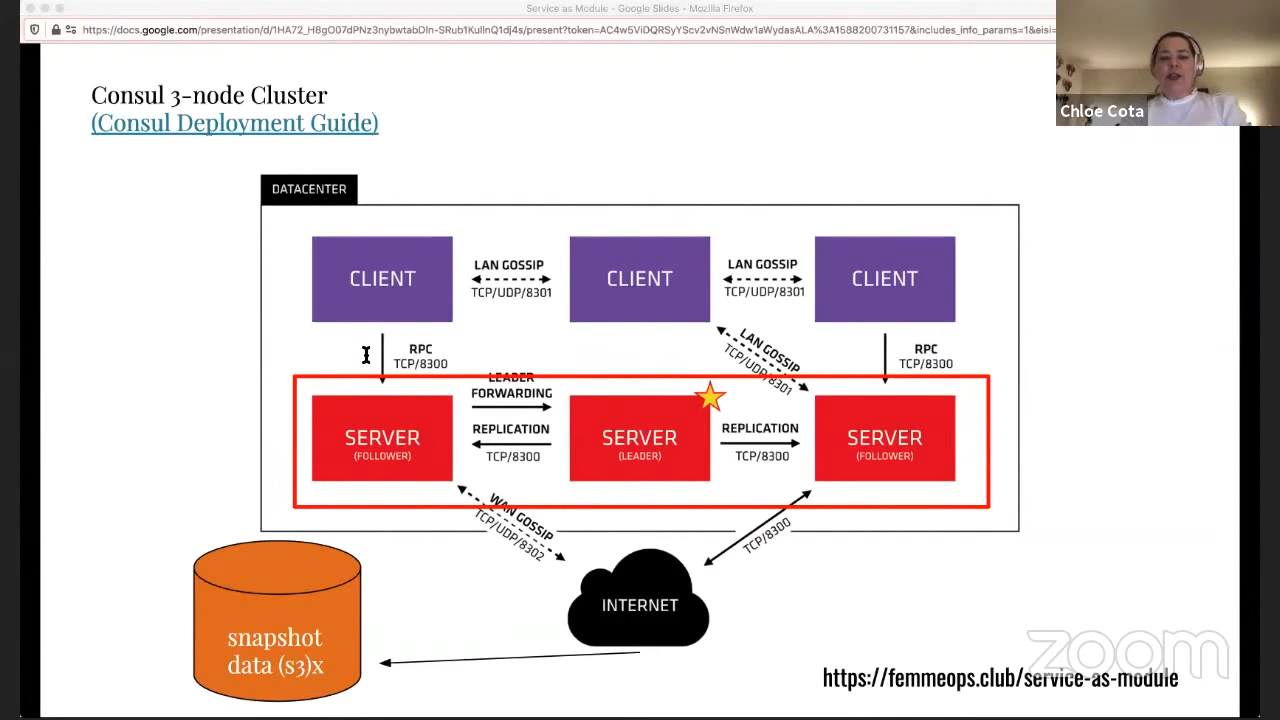 Service as Module - Google Slides - Mozilla Firefox
https://docs.google.com/presentation/d/1HA72_H8gO07dPNz3nybwtabDIn-SRub1KuIlnQ1dj4s/present?token=AC4w5ViDQRSyYScv2vNSnWdw1aWydasALA%3A1588200731157&includes_info_params=1&eisi=
Chloe Cota
Consul 3-node Cluster
(Consul Deployment Guide)
DATACENTER
CLIENT
LAN GOSSIP
TCP/UDP/8301
CLIENT
LAN GOSSIP
TCP/UDP/8301
CLIENT
RPC
TCP/8300
LAN GOSSIP
TCP/UDP/8301
RPC
TCP/8300
LEADER
FORWARDING
SERVER
(FOLLOWER)
REPLICATION
TCP/8300
SERVER
(LEADER)
REPLICATION
TCP/8300
SERVER
(FOLLOWER)
WAN GOSSIP
TCP/UDP/8302
TCP/8300
INTERNET
snapshot
data (s3)x
zoom
https://femmeops.club/service-as-module